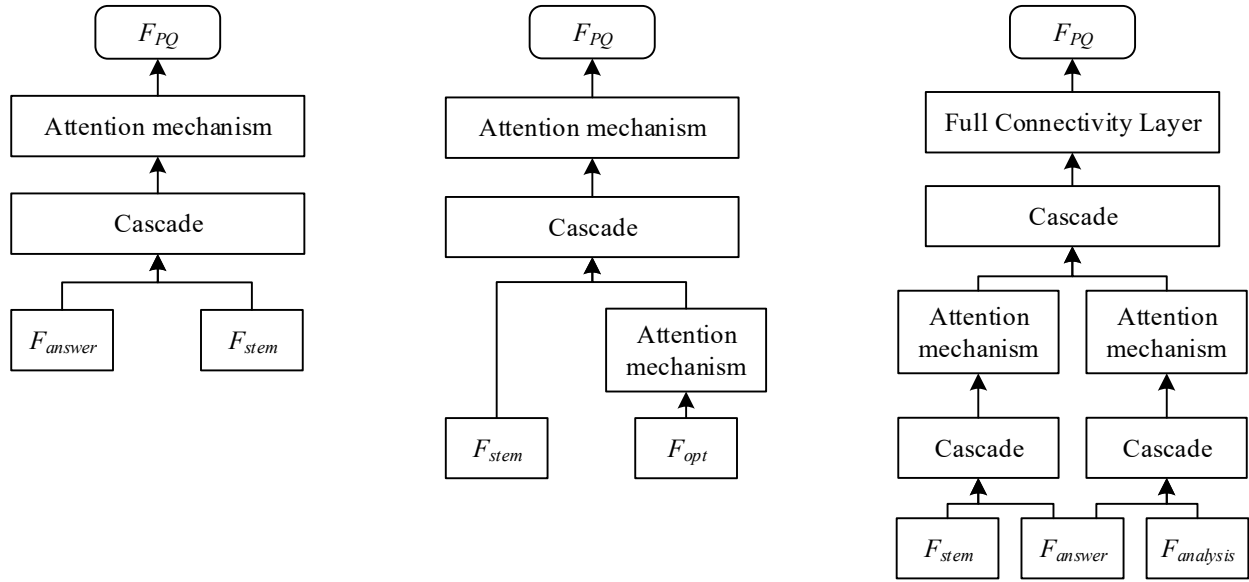 F_PQ
Attention mechanism
Cascade
F_answer
F_stem
F_PQ
Attention mechanism
Cascade
Attention
mechanism
F_stem
F_opt
F_PQ
Full Connectivity Layer
Cascade
Attention
mechanism
Attention
mechanism
Cascade
Cascade
F_stem
F_answer
F_analysis